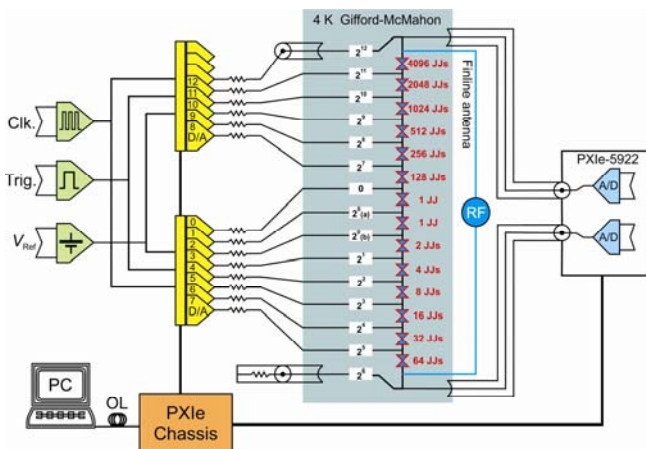 4 K Gifford-McMahon
2¹²
4096 JJs
2¹¹
2048 JJs
2¹⁰
1024 JJs
2⁹
512 JJs
2⁸
256 JJs
2⁷
128 JJs
0
1 JJ
2⁰(a)
1 JJ
2⁰(b)
2 JJs
2¹
4 JJs
2²
8 JJs
2³
16 JJs
2⁴
32 JJs
2⁵
64 JJs
2⁶
Finline antenna
RF
12
11
10
9
8
D/A
0
1
2
3
4
5
6
7
D/A
Clk.
Trig.
V_Ref
PXIe-5922
A/D
A/D
PC
OL
PXIe
Chassis